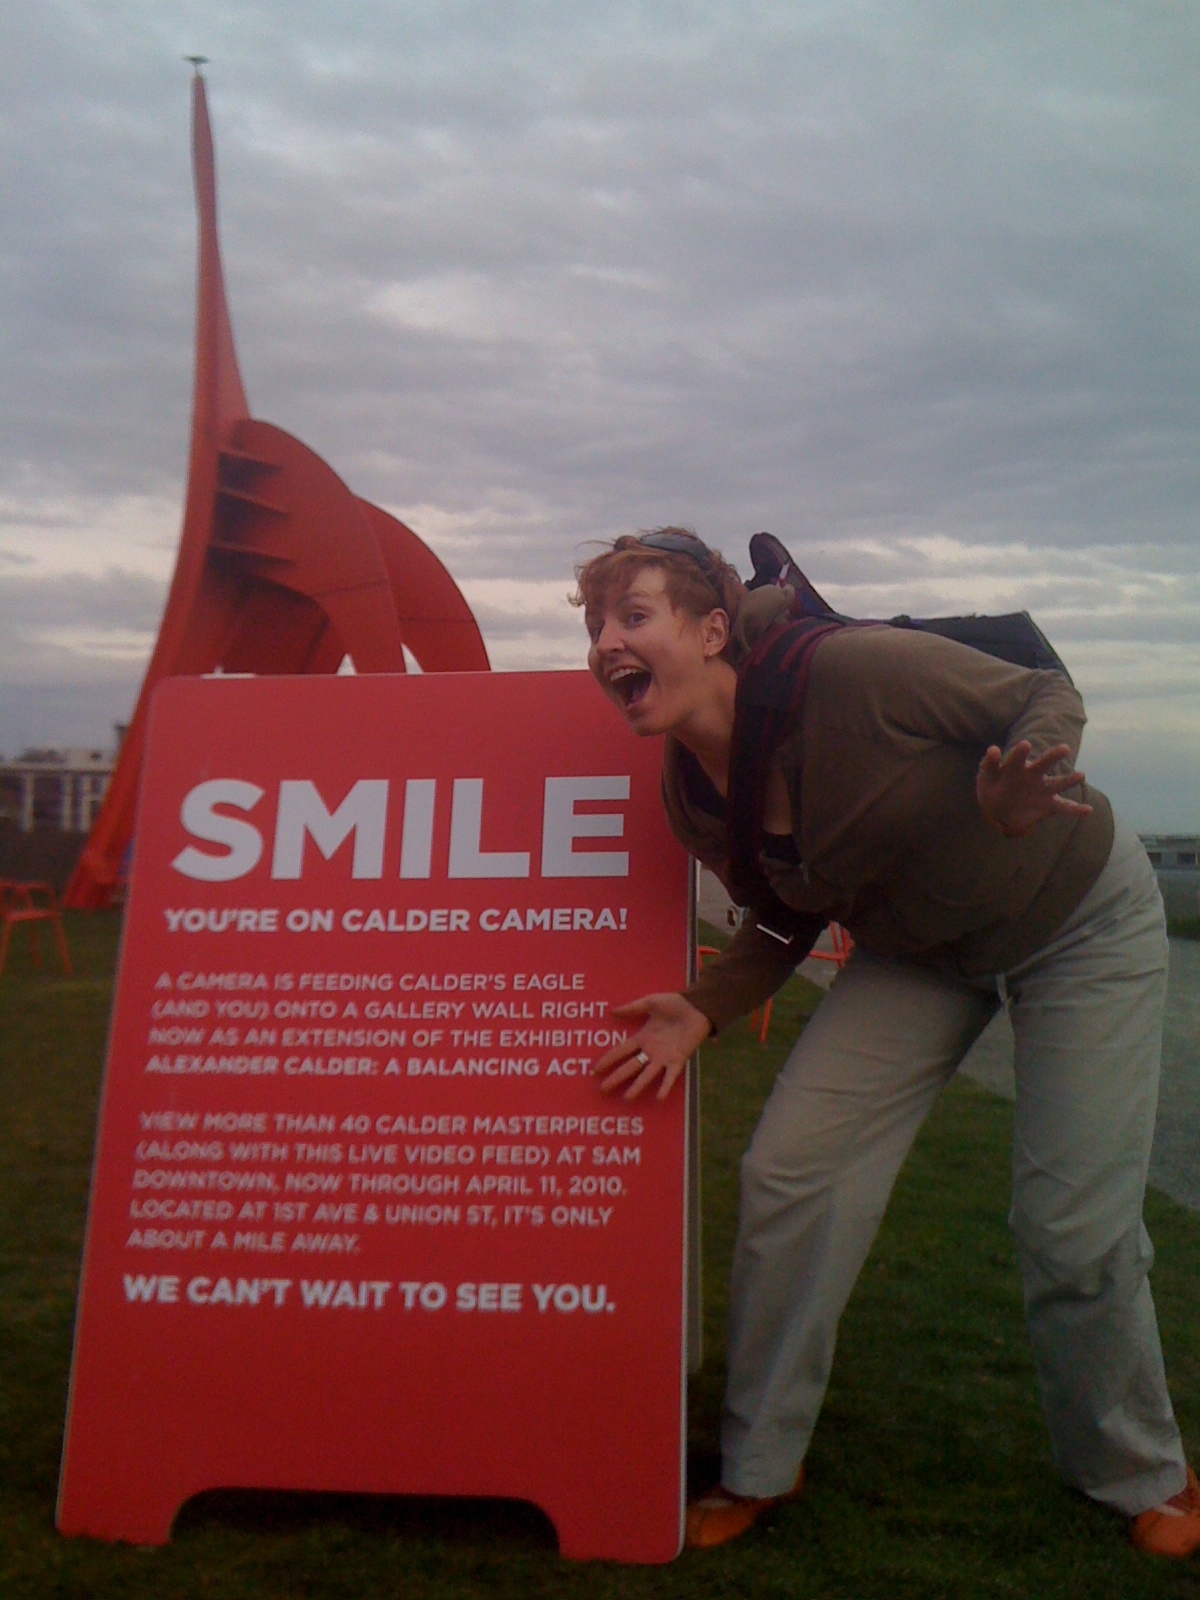 SMILE
YOU'RE ON CALDER CAMERA!
A CAMERA IS FEEDING CALDER'S EAGLE
(AND YOU) ONTO A GALLERY WALL RIGHT
NOW AS AN EXTENSION OF THE EXHIBITION
ALEXANDER CALDER: A BALANCING ACT.
VIEW MORE THAN 40 CALDER MASTERPIECES
(ALONG WITH THIS LIVE VIDEO FEED) AT SAM
DOWNTOWN, NOW THROUGH APRIL 11, 2010.
LOCATED AT 1ST AVE & UNION ST, IT'S ONLY
ABOUT A MILE AWAY.
WE CAN'T WAIT TO SEE YOU.